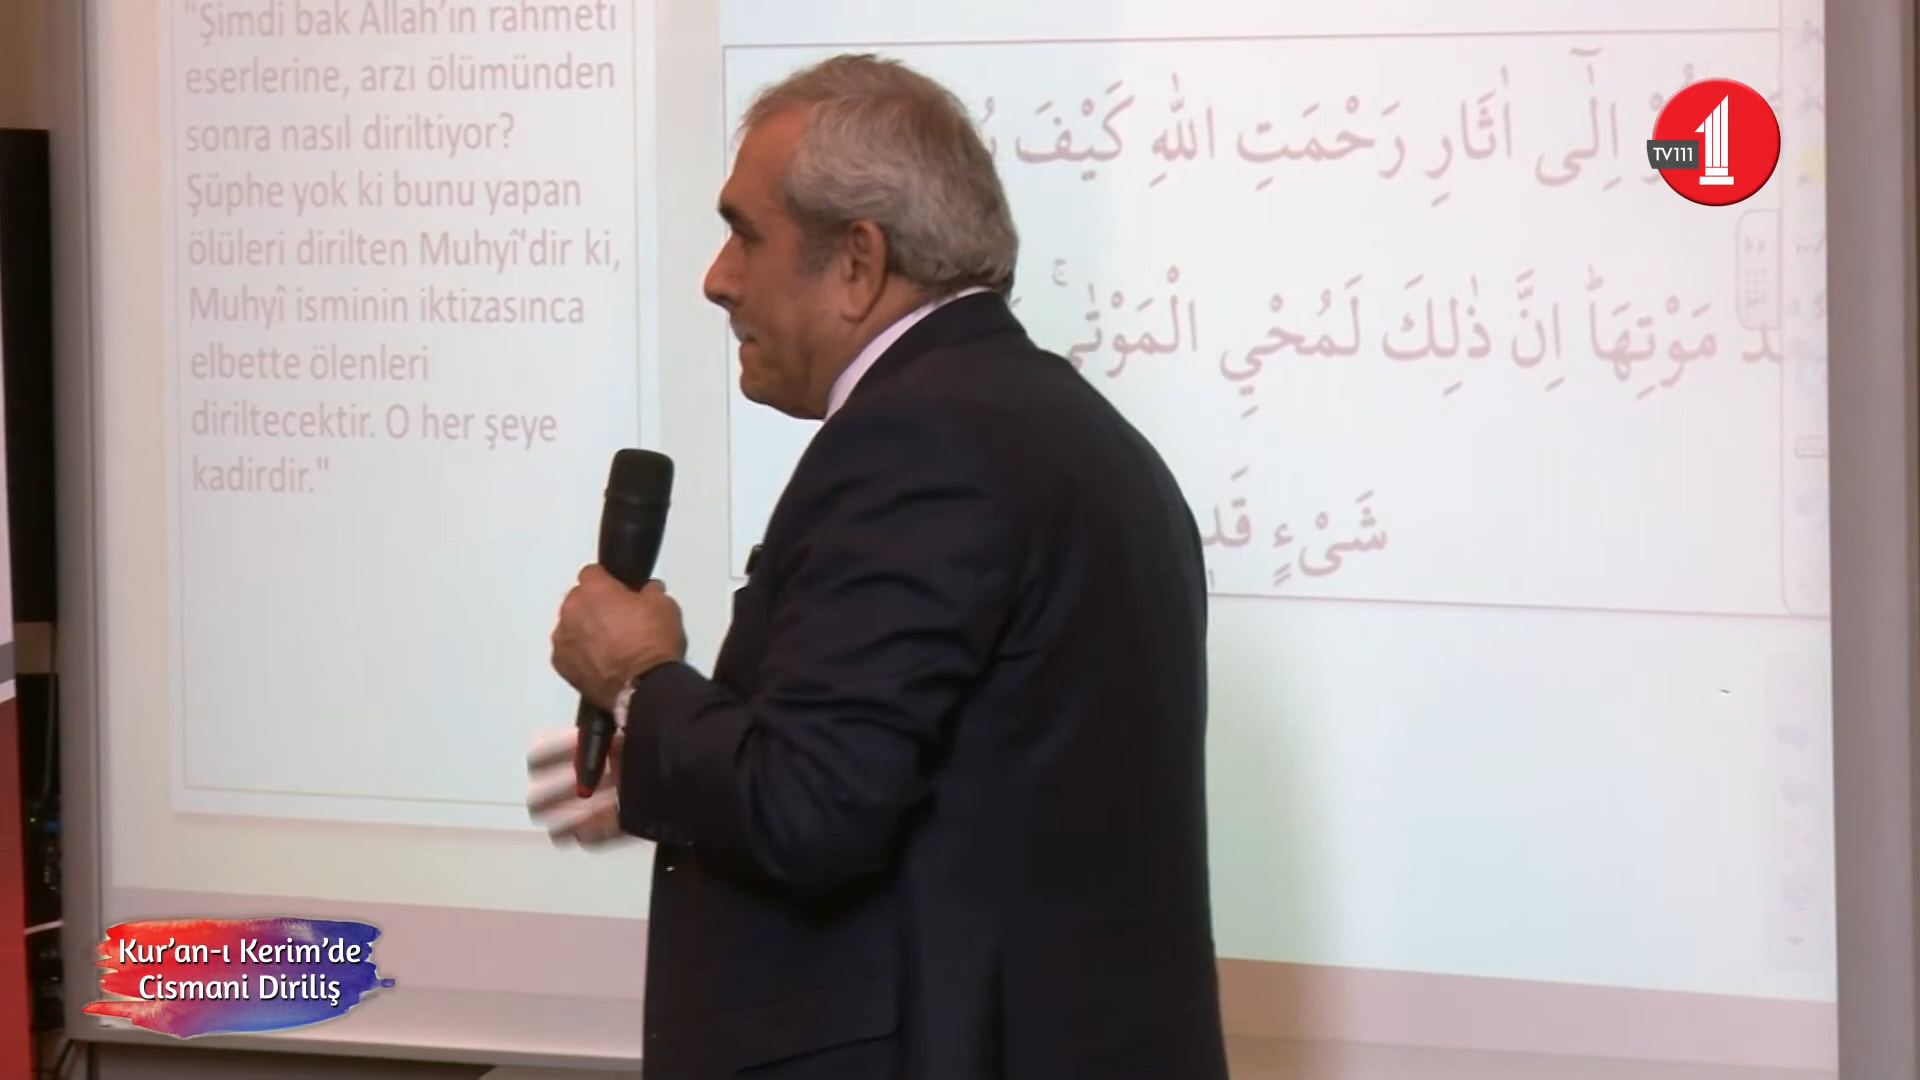 "Şimdi bak Allah'ın rahmeti
eserlerine, arzı ölümünden
sonra nasıl diriltiyor?
Şüphe yok ki bunu yapan
ölüleri dirilten Muhyî'dir ki,
Muhyî isminin iktizasınca
elbette ölenleri
diriltecektir. O her şeye
kadirdir."
اِلٰٓى اٰثَارِ رَحْمَتِ اللّٰهِ كَيْفَ
مَوْتِهَاۜ اِنَّ ذٰلِكَ لَمُحْيِي الْمَوْتٰىۚ
شَيْءٍ
TV111
1
Kur'an-ı Kerim'de
Cismani Diriliş